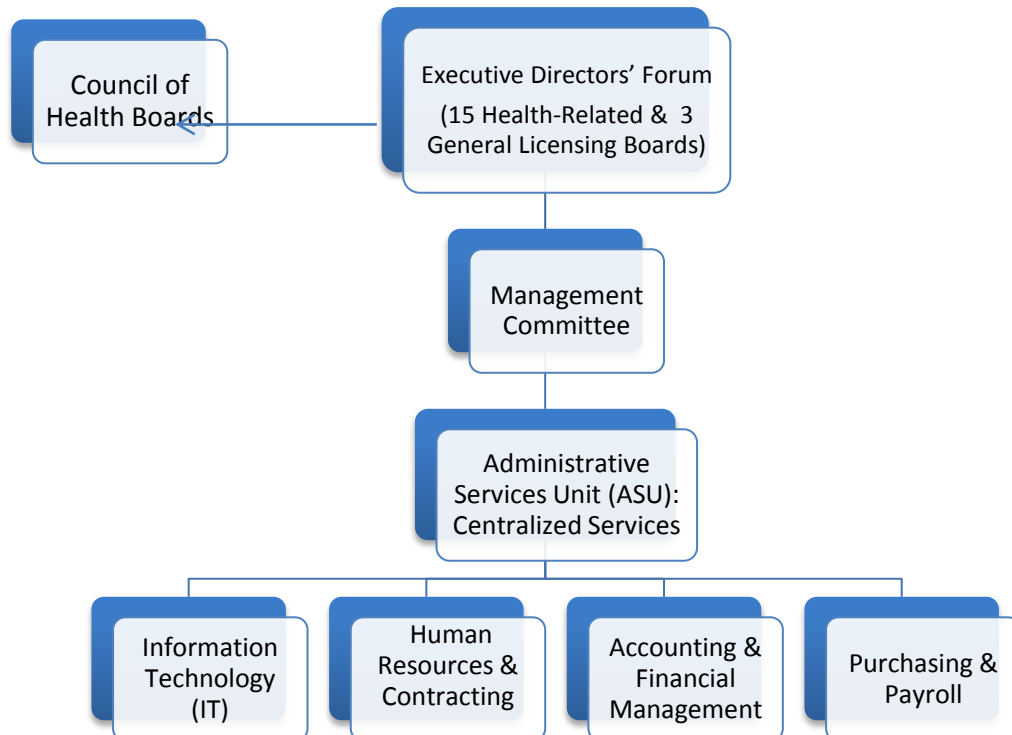 Council of
Health Boards
Executive Directors’ Forum
(15 Health-Related & 3
General Licensing Boards)
Management
Committee
Administrative
Services Unit (ASU):
Centralized Services
Information
Technology
(IT)
Human
Resources &
Contracting
Accounting &
Financial
Management
Purchasing &
Payroll